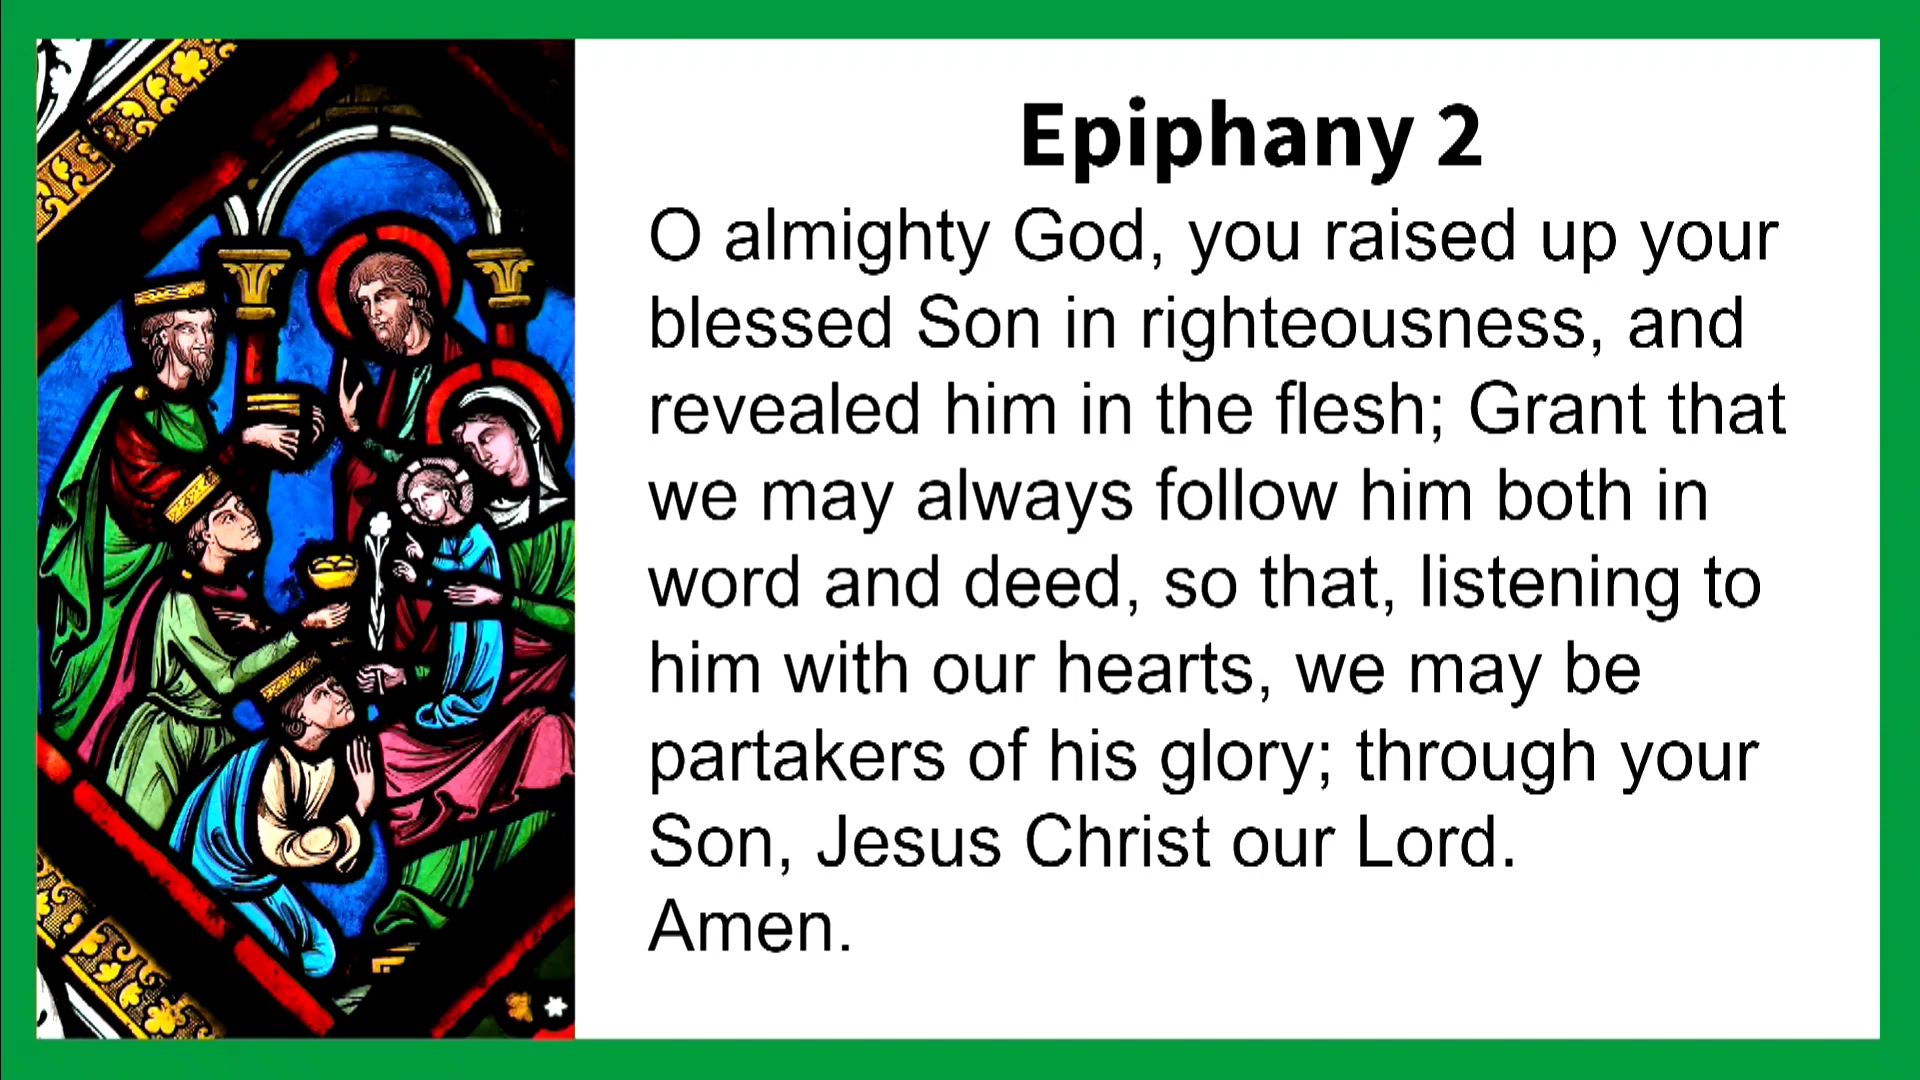 Epiphany 2
O almighty God, you raised up your
blessed Son in righteousness, and
revealed him in the flesh; Grant that
we may always follow him both in
word and deed, so that, listening to
him with our hearts, we may be
partakers of his glory; through your
Son, Jesus Christ our Lord.
Amen.